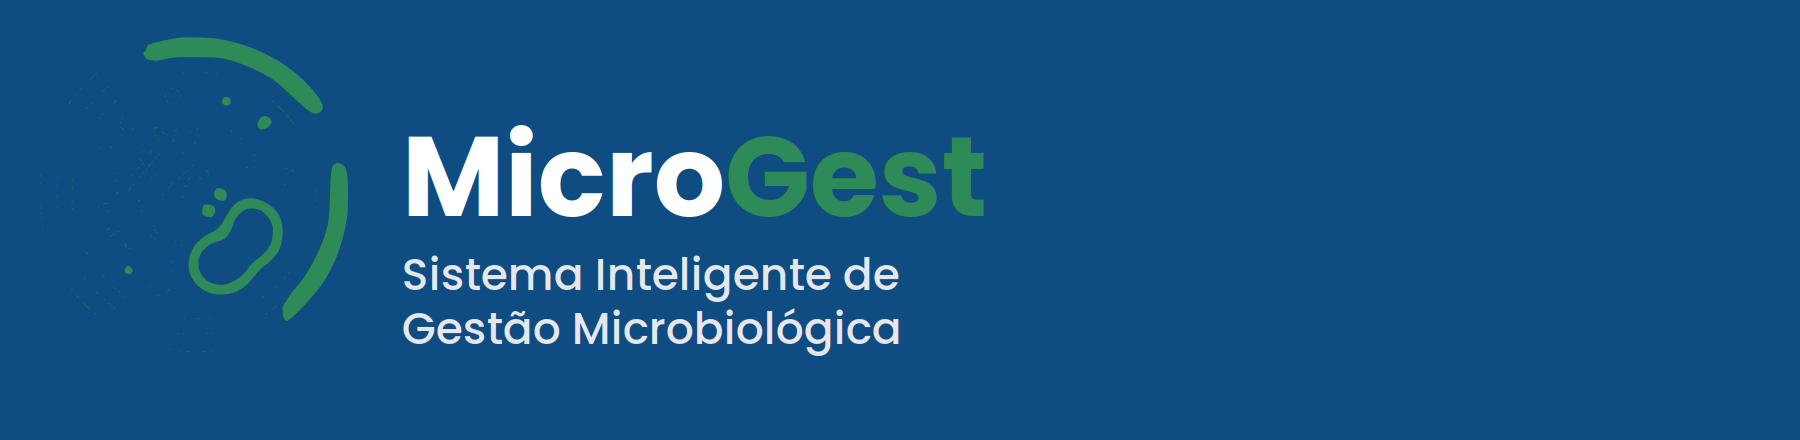 MicroGest
Sistema Inteligente de
Gestão Microbiológica